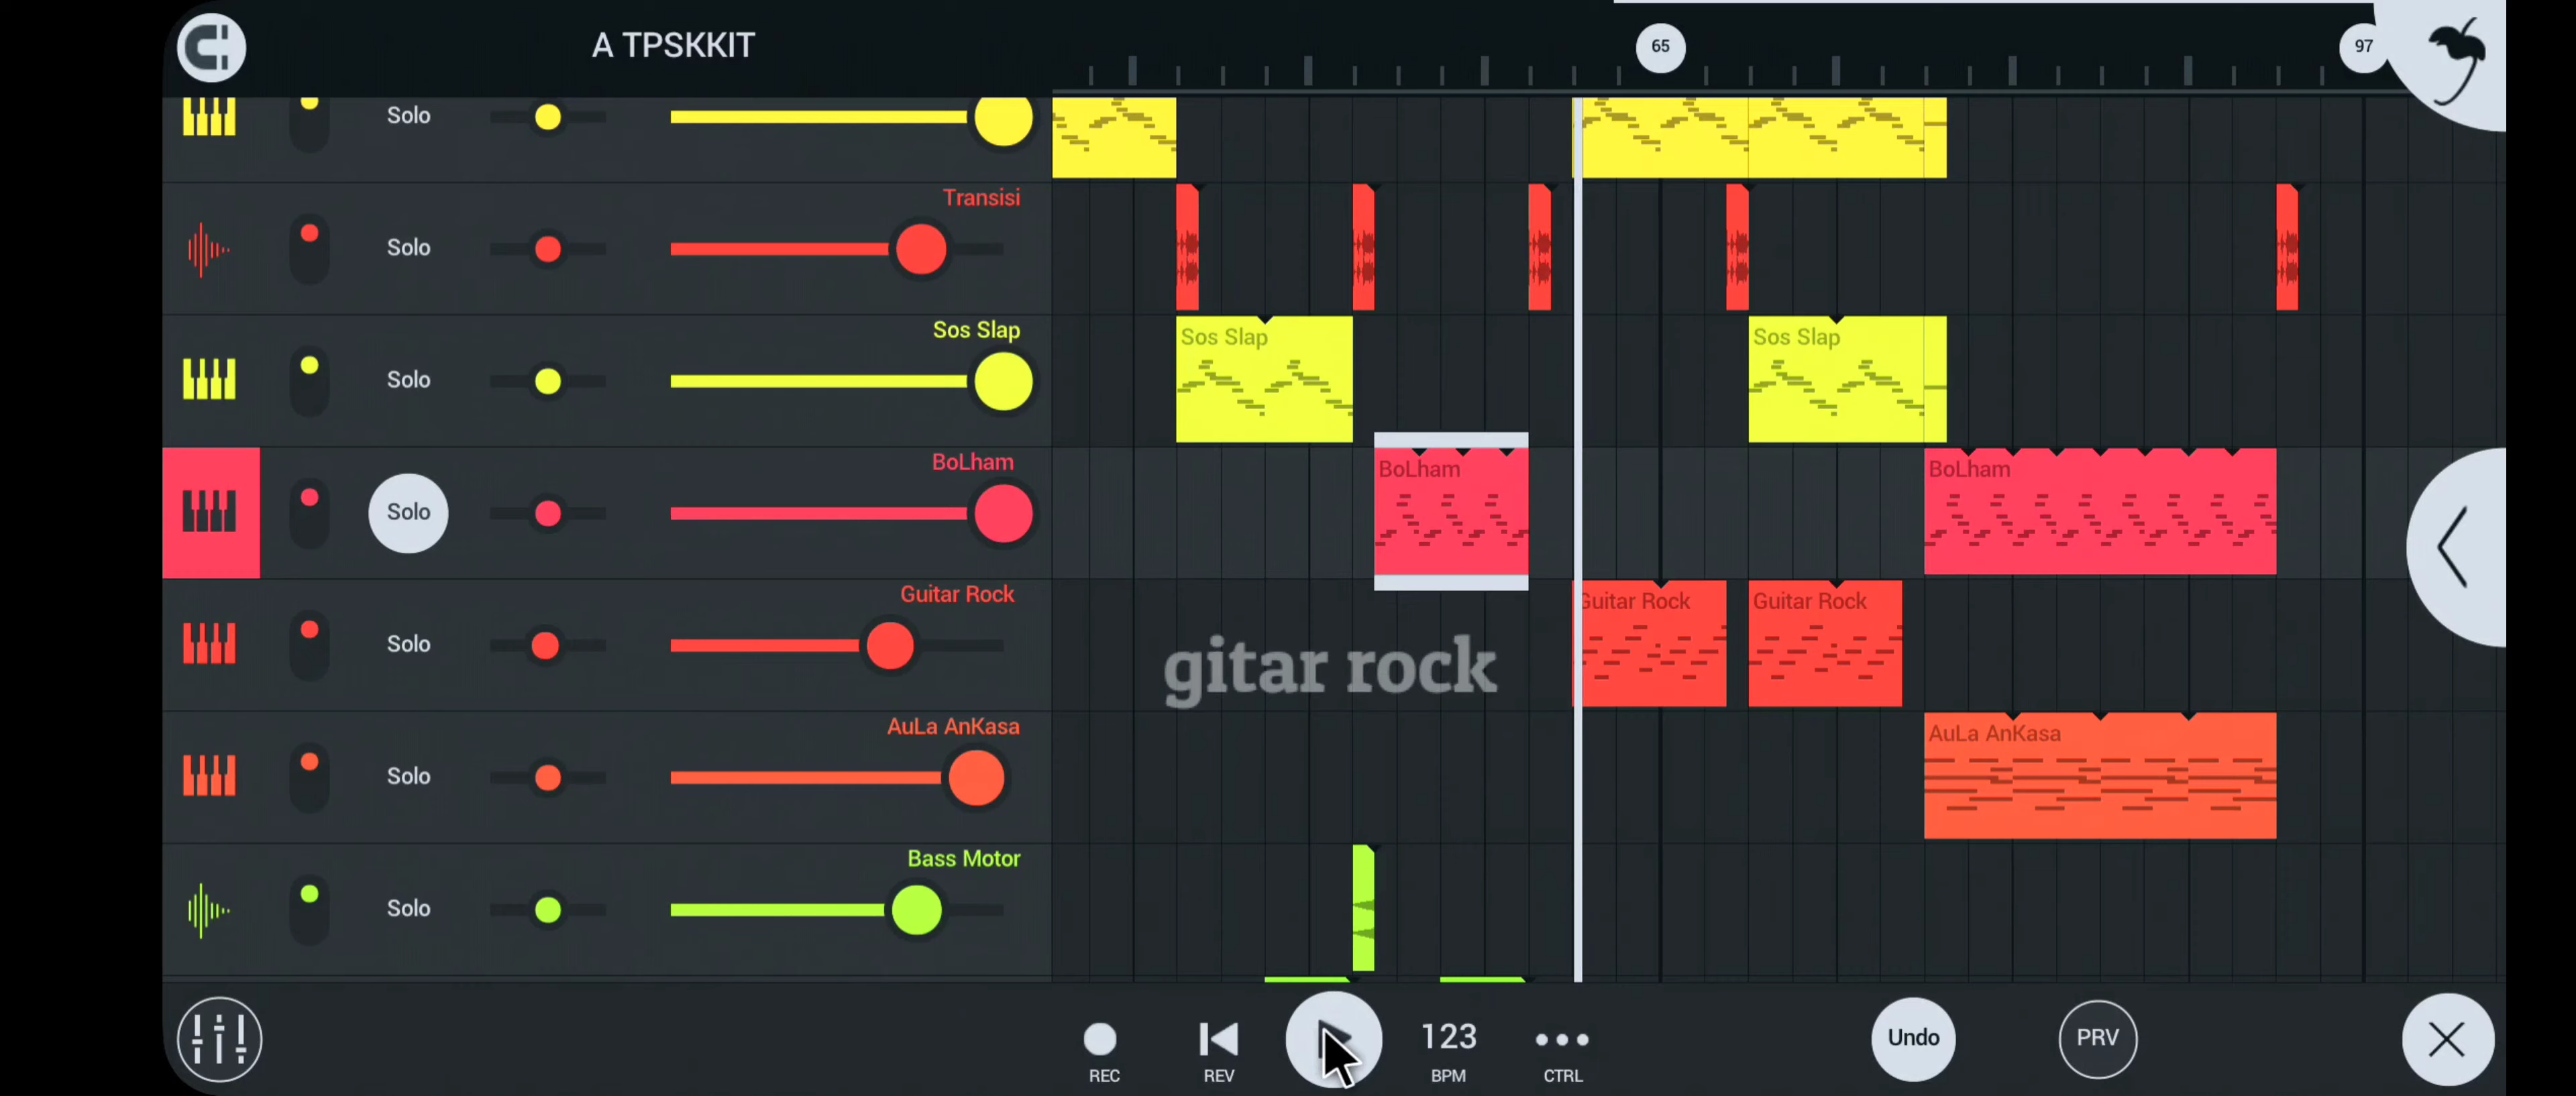 A TPSKKIT
65
97
Solo
Transisi
Solo
Sos Slap
Solo
Sos Slap
Sos Slap
BoLham
Solo
BoLham
BoLham
Guitar Rock
Solo
Guitar Rock
Guitar Rock
gitar rock
AuLa AnKasa
Solo
AuLa AnKasa
Bass Motor
Solo
REC
REV
123
BPM
CTRL
Undo
PRV